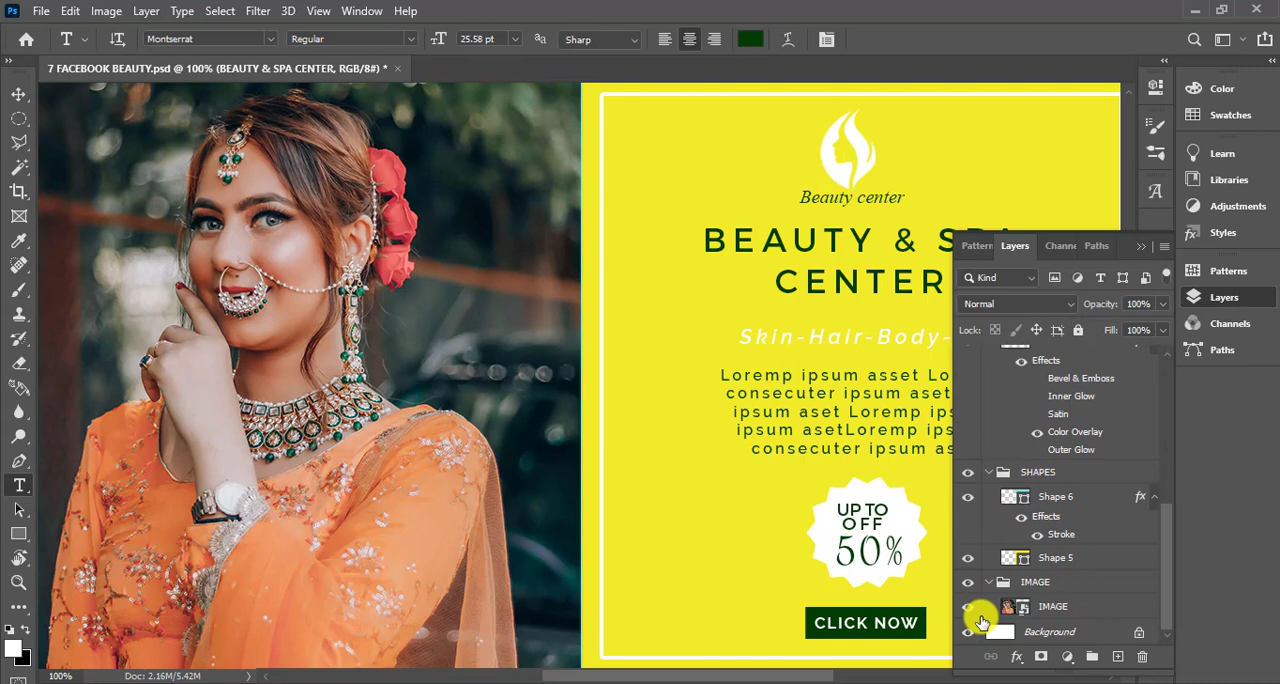 Ps File Edit Image Layer Type Select Filter 3D View Window Help
T Montserrat Regular 25.58 pt Sharp
7 FACEBOOK BEAUTY.psd @ 100% (BEAUTY & SPA CENTER, RGB/8#) *
Beauty center
BEAUTY & SPA
CENTER
Skin-Hair-Body-
Loremp ipsum asset Lo
consecuter ipsum aset
ipsum aset Loremp ips
ipsum asetLoremp ips
consecuter ipsum as
UP TO
OFF
50%
CLICK NOW
Pattern Layers Channe Paths
Kind
Normal Opacity: 100%
Lock: Fill: 100%
Effects
Bevel & Emboss
Inner Glow
Satin
Color Overlay
Outer Glow
SHAPES
Shape 6 fx
Effects
Stroke
Shape 5
IMAGE
IMAGE
Background
fx
Color
Swatches
Learn
Libraries
Adjustments
Styles
Patterns
Layers
Channels
Paths
100% Doc: 2.16M/5.42M